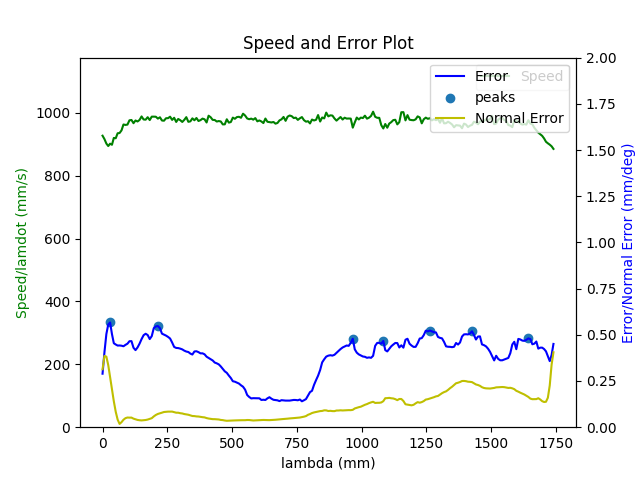 Speed and Error Plot
Speed/lamdot (mm/s)
1000
800
600
400
200
0
0
250
500
750
1000
1250
1500
1750
lambda (mm)
2.00
1.75
1.50
1.25
1.00
0.75
0.50
0.25
0.00
Error/Normal Error (mm/deg)
Speed
Error
peaks
Normal Error